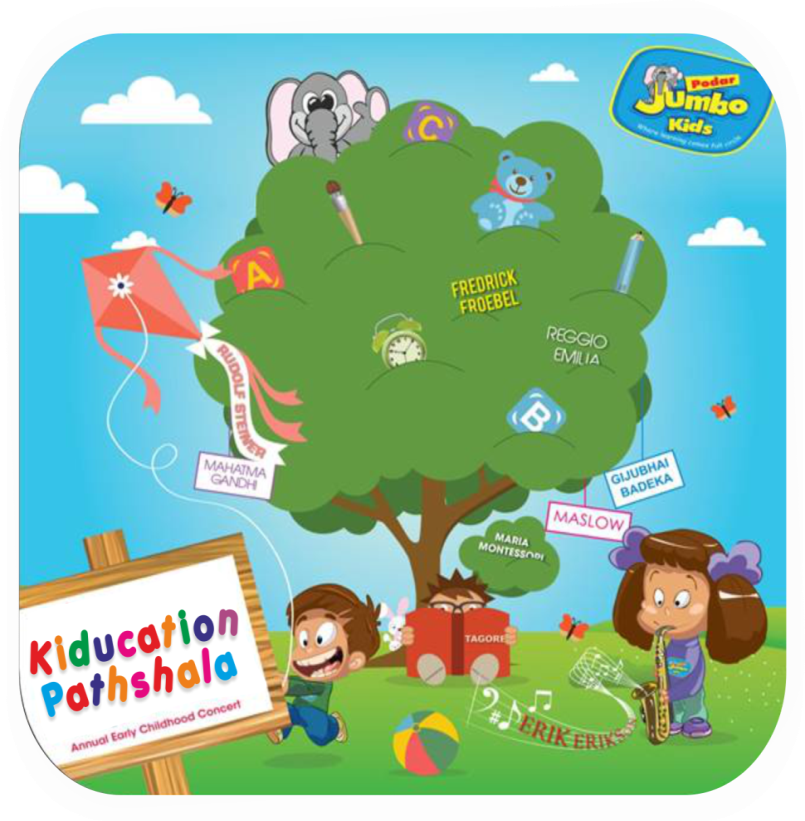 C
Podar
Jumbo
Kids
Where learning comes full circle
A
FREDRICK
FROEBEL
REGGIO
EMILIA
RUDOLF STEINER
B
MAHATMA
GANDHI
GIJUBHAI
BADEKA
MASLOW
MARIA
MONTESSORI
TAGORE
Kiducation
Pathshala
Annual Early Childhood Concert
ERIK ERIKSON